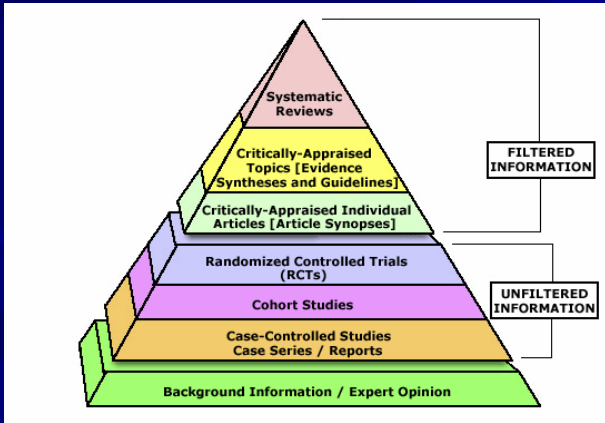 Systematic
Reviews
Critically-Appraised
Topics [Evidence
Syntheses and Guidelines]
FILTERED
INFORMATION
Critically-Appraised Individual
Articles [Article Synopses]
Randomized Controlled Trials
(RCTs)
UNFILTERED
INFORMATION
Cohort Studies
Case-Controlled Studies
Case Series / Reports
Background Information / Expert Opinion